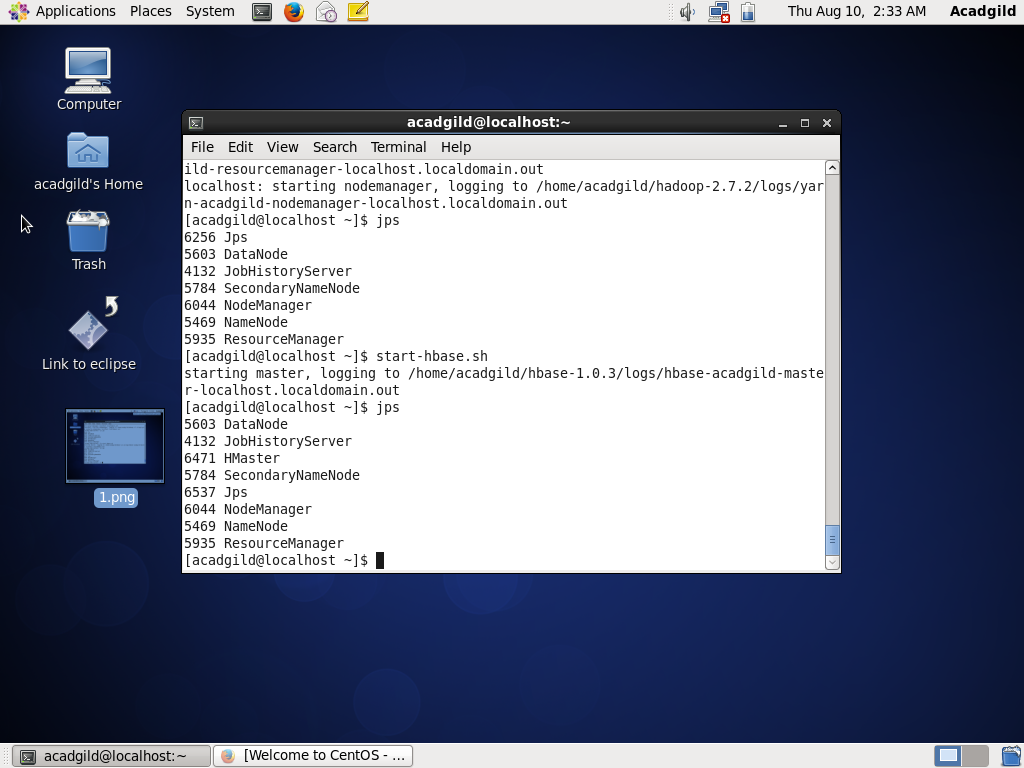 Applications Places System Thu Aug 10, 2:33 AM Acadgild
Computer
acadgild's Home
Trash
Link to eclipse
1.png
acadgild@localhost:~
File Edit View Search Terminal Help
ild-resourcemanager-localhost.localdomain.out
localhost: starting nodemanager, logging to /home/acadgild/hadoop-2.7.2/logs/yar
n-acadgild-nodemanager-localhost.localdomain.out
[acadgild@localhost ~]$ jps
6256 Jps
5603 DataNode
4132 JobHistoryServer
5784 SecondaryNameNode
6044 NodeManager
5469 NameNode
5935 ResourceManager
[acadgild@localhost ~]$ start-hbase.sh
starting master, logging to /home/acadgild/hbase-1.0.3/logs/hbase-acadgild-maste
r-localhost.localdomain.out
[acadgild@localhost ~]$ jps
5603 DataNode
4132 JobHistoryServer
6471 HMaster
5784 SecondaryNameNode
6537 Jps
6044 NodeManager
5469 NameNode
5935 ResourceManager
[acadgild@localhost ~]$
acadgild@localhost:~ [Welcome to CentOS - ...